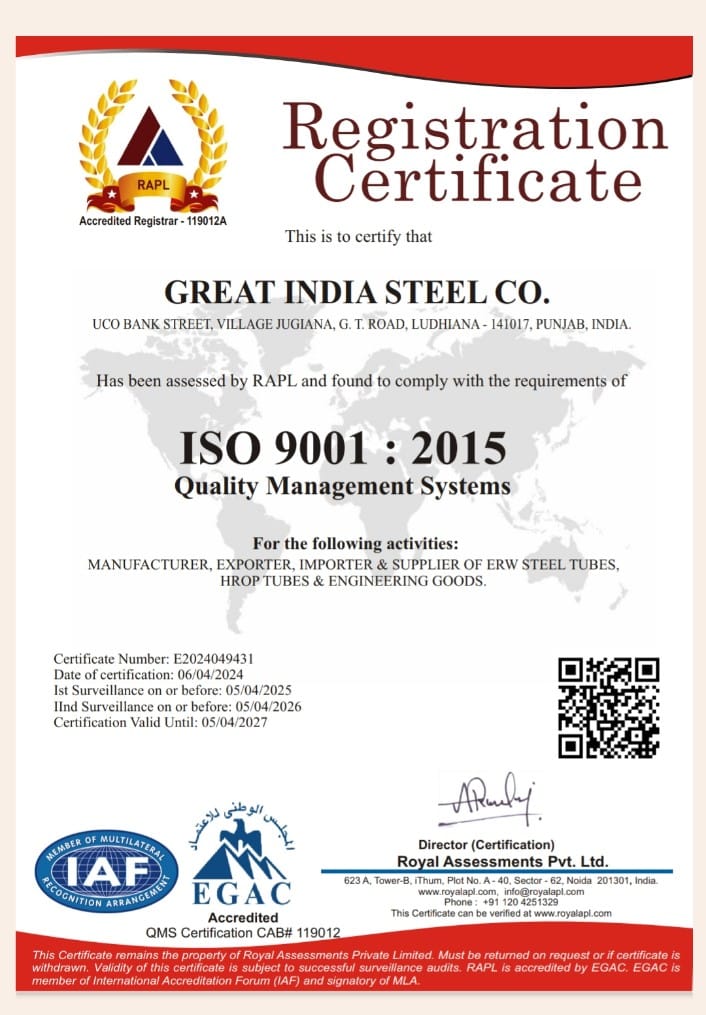 RAPL
Accredited Registrar - 119012A
Registration
Certificate
This is to certify that
GREAT INDIA STEEL CO.
UCO BANK STREET, VILLAGE JUGIANA, G. T. ROAD, LUDHIANA - 141017, PUNJAB, INDIA.
Has been assessed by RAPL and found to comply with the requirements of
ISO 9001 : 2015
Quality Management Systems
For the following activities:
MANUFACTURER, EXPORTER, IMPORTER & SUPPLIER OF ERW STEEL TUBES,
HROP TUBES & ENGINEERING GOODS.
Certificate Number: E2024049431
Date of certification: 06/04/2024
Ist Surveillance on or before: 05/04/2025
IInd Surveillance on or before: 05/04/2026
Certification Valid Until: 05/04/2027
MEMBER OF MULTILATERAL
IAF
RECOGNITION ARRANGEMENT
المجلس الوطنى للاعتماد
EGAC
Accredited
QMS Certification CAB# 119012
Director (Certification)
Royal Assessments Pvt. Ltd.
623 A, Tower-B, iThum, Plot No. A - 40, Sector - 62, Noida 201301, India.
www.royalapl.com, info@royalapl.com
Phone : +91 120 4251329
This Certificate can be verified at www.royalapl.com
This Certificate remains the property of Royal Assessments Private Limited. Must be returned on request or if certificate is
withdrawn. Validity of this certificate is subject to successful surveillance audits. RAPL is accredited by EGAC. EGAC is
member of International Accreditation Forum (IAF) and signatory of MLA.